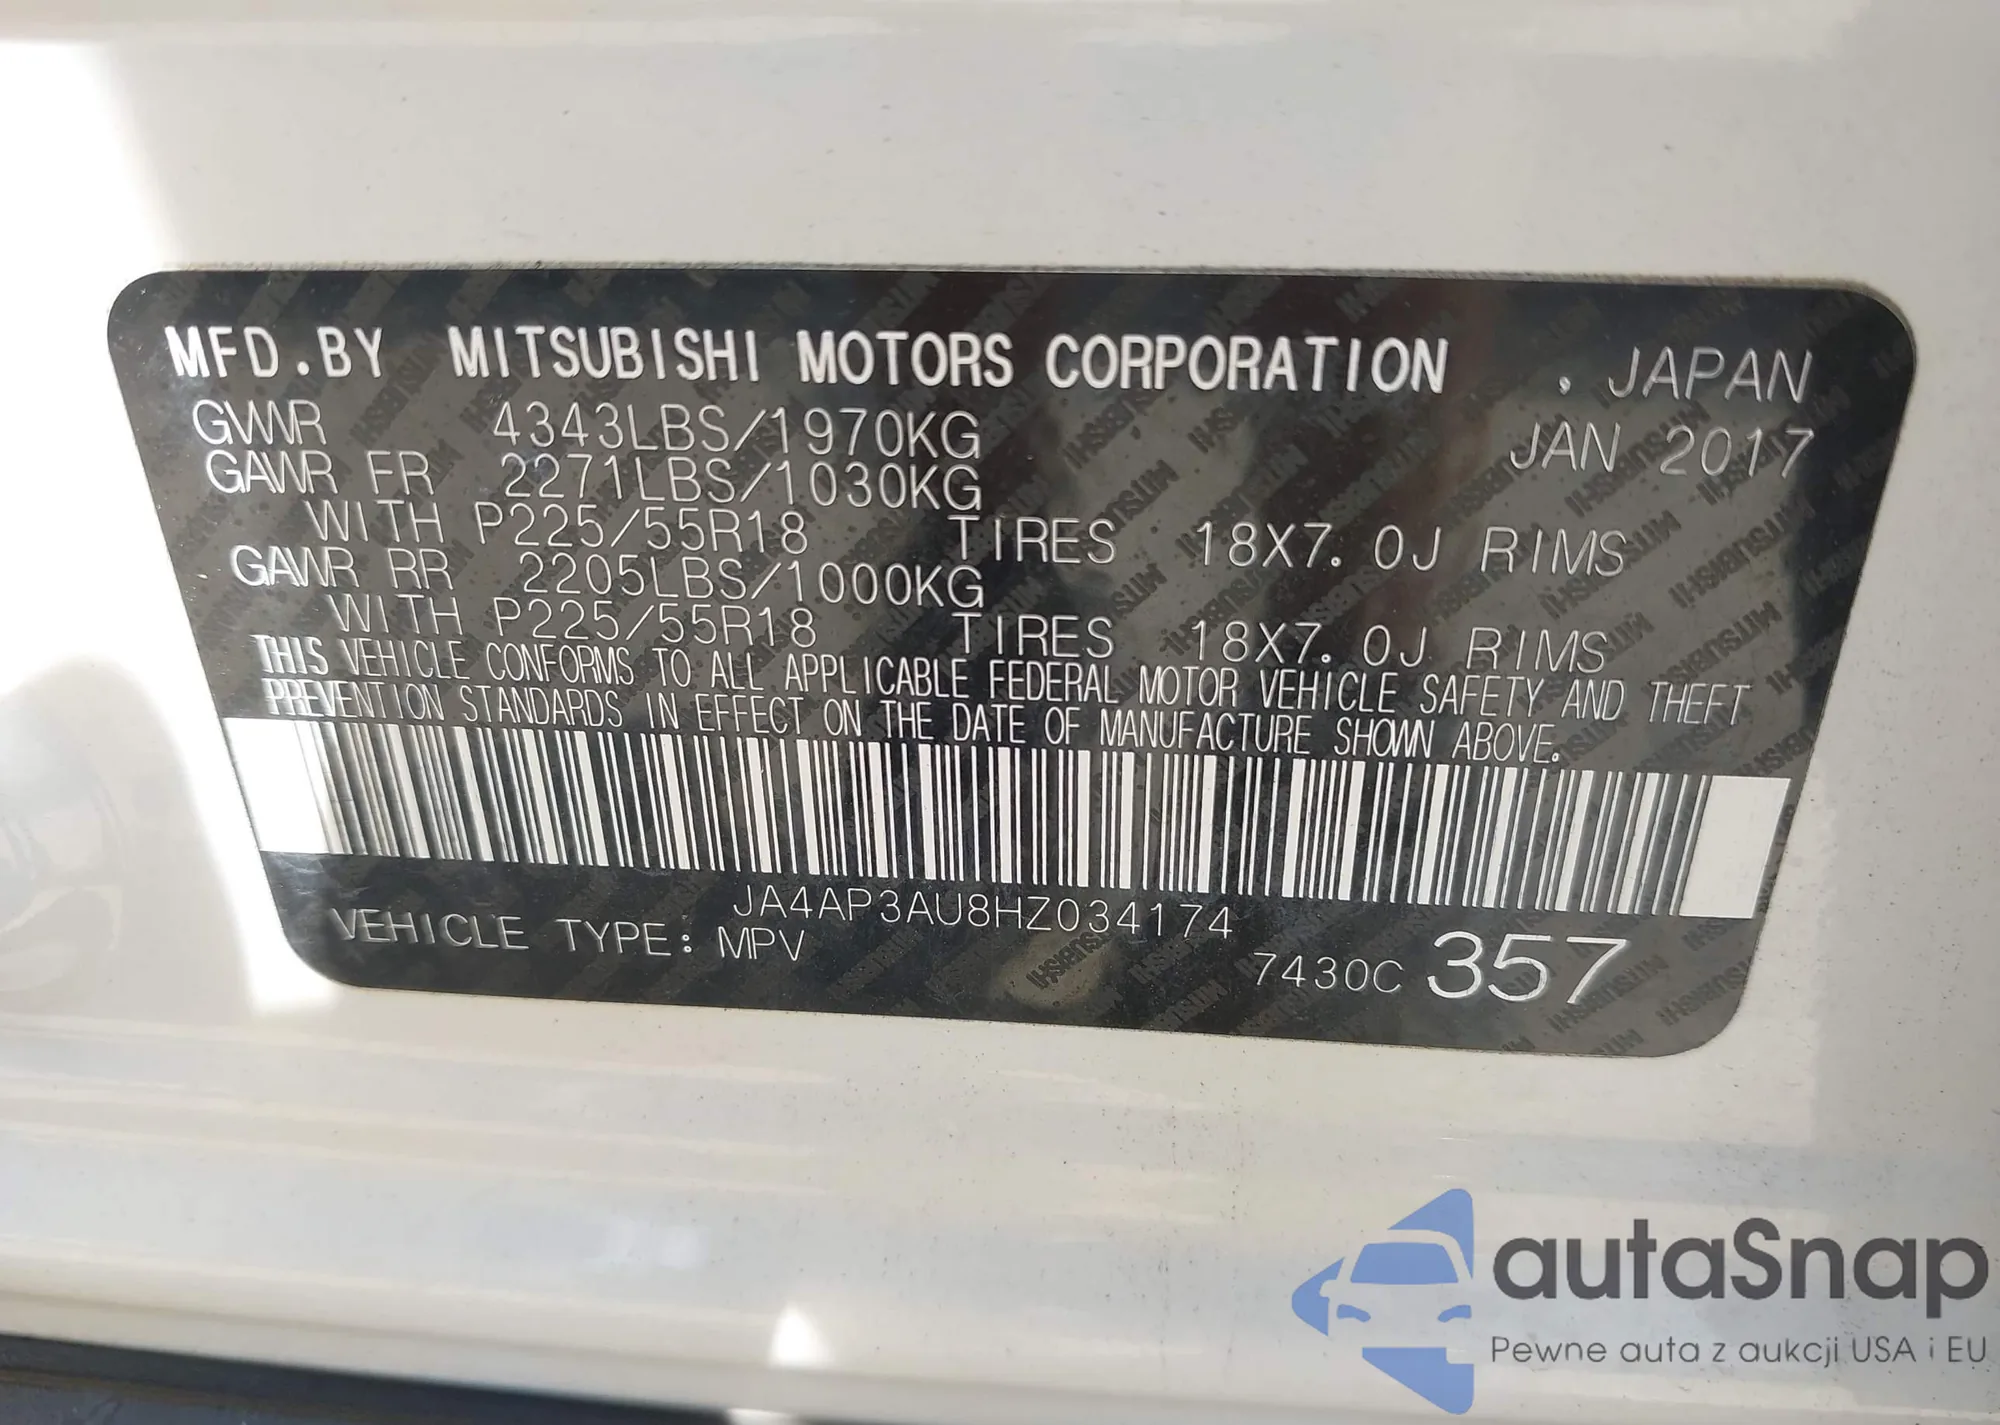 MFD.BY MITSUBISHI MOTORS CORPORATION . JAPAN
GVWR 4343LBS/1970KG JAN 2017
GAWR FR 2271LBS/1030KG
WITH P225/55R18 TIRES 18X7.0J RIMS
GAWR RR 2205LBS/1000KG
WITH P225/55R18 TIRES 18X7.0J RIMS
THIS VEHICLE CONFORMS TO ALL APPLICABLE FEDERAL MOTOR VEHICLE SAFETY AND THEFT
PREVENTION STANDARDS IN EFFECT ON THE DATE OF MANUFACTURE SHOWN ABOVE.
JA4AP3AU8HZ034174
VEHICLE TYPE: MPV 7430C 357
autaSnap
Pewne auta z aukcji USA i EU